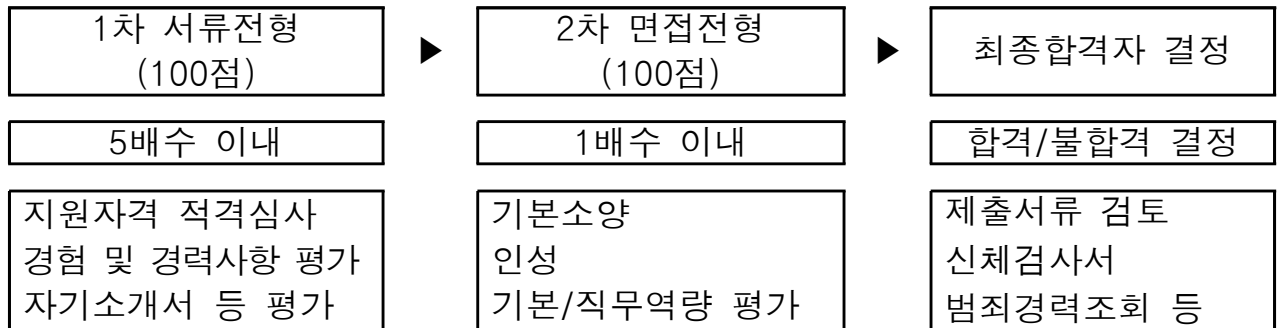 1차 서류전형
(100점)
▶
2차 면접전형
(100점)
▶
최종합격자 결정
5배수 이내
1배수 이내
합격/불합격 결정
지원자격 적격심사
경험 및 경력사항 평가
자기소개서 등 평가
기본소양
인성
기본/직무역량 평가
제출서류 검토
신체검사서
범죄경력조회 등